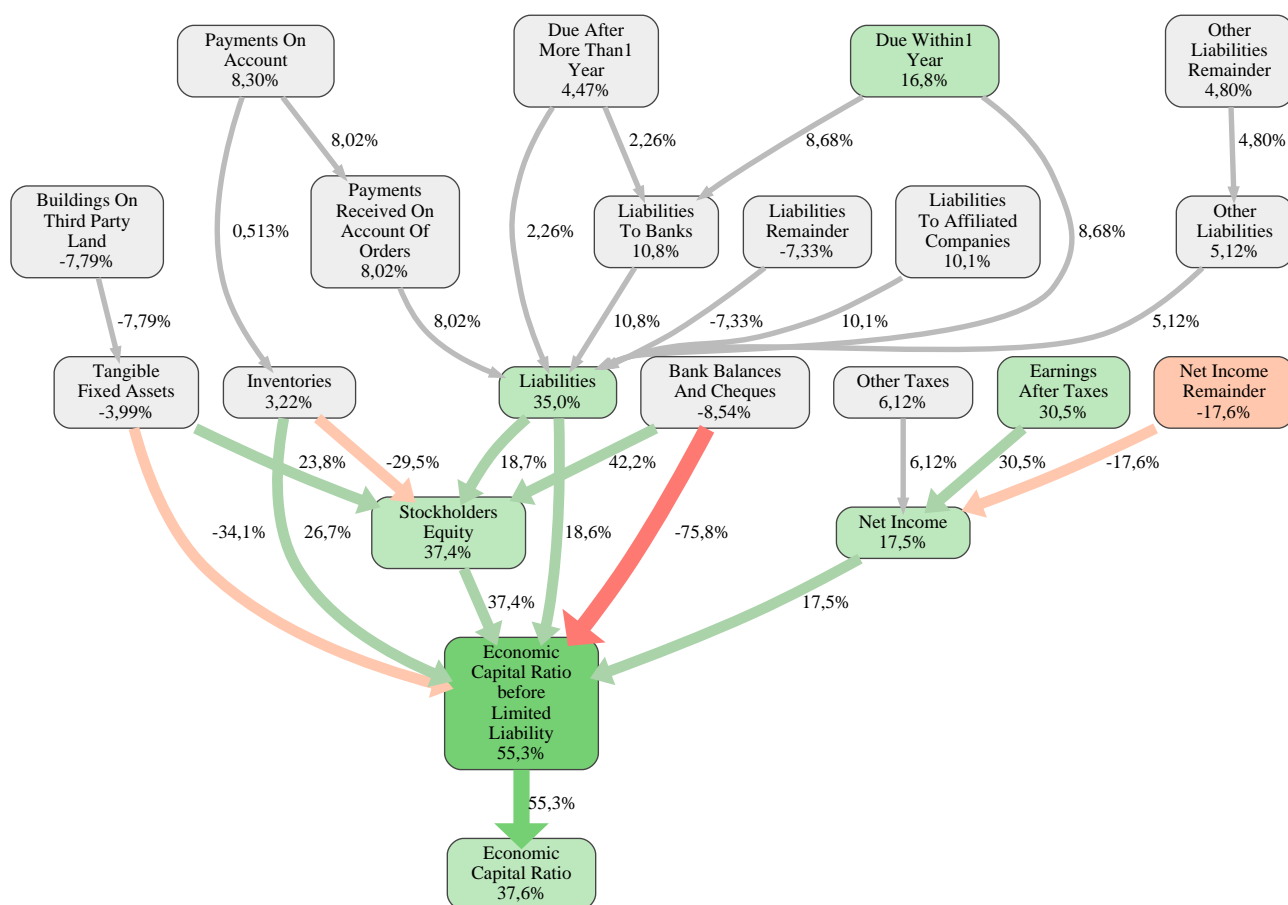 Payments On
Account
8,30%
Due After
More Than1
Year
4,47%
Due Within1
Year
16,8%
Other
Liabilities
Remainder
4,80%
8,02%
2,26%
8,68%
4,80%
Buildings On
Third Party
Land
-7,79%
0,513%
Payments
Received On
Account Of
Orders
8,02%
2,26%
Liabilities
To Banks
10,8%
Liabilities
Remainder
-7,33%
Liabilities
To Affiliated
Companies
10,1%
8,68%
Other
Liabilities
5,12%
-7,79%
8,02%
10,8%
-7,33%
10,1%
5,12%
Tangible
Fixed Assets
-3,99%
Inventories
3,22%
Liabilities
35,0%
Bank Balances
And Cheques
-8,54%
Other Taxes
6,12%
Earnings
After Taxes
30,5%
Net Income
Remainder
-17,6%
23,8%
-29,5%
18,7%
42,2%
6,12%
30,5%
-17,6%
-34,1%
26,7%
Stockholders
Equity
37,4%
18,6%
-75,8%
Net Income
17,5%
37,4%
17,5%
Economic
Capital Ratio
before
Limited
Liability
55,3%
55,3%
Economic
Capital Ratio
37,6%